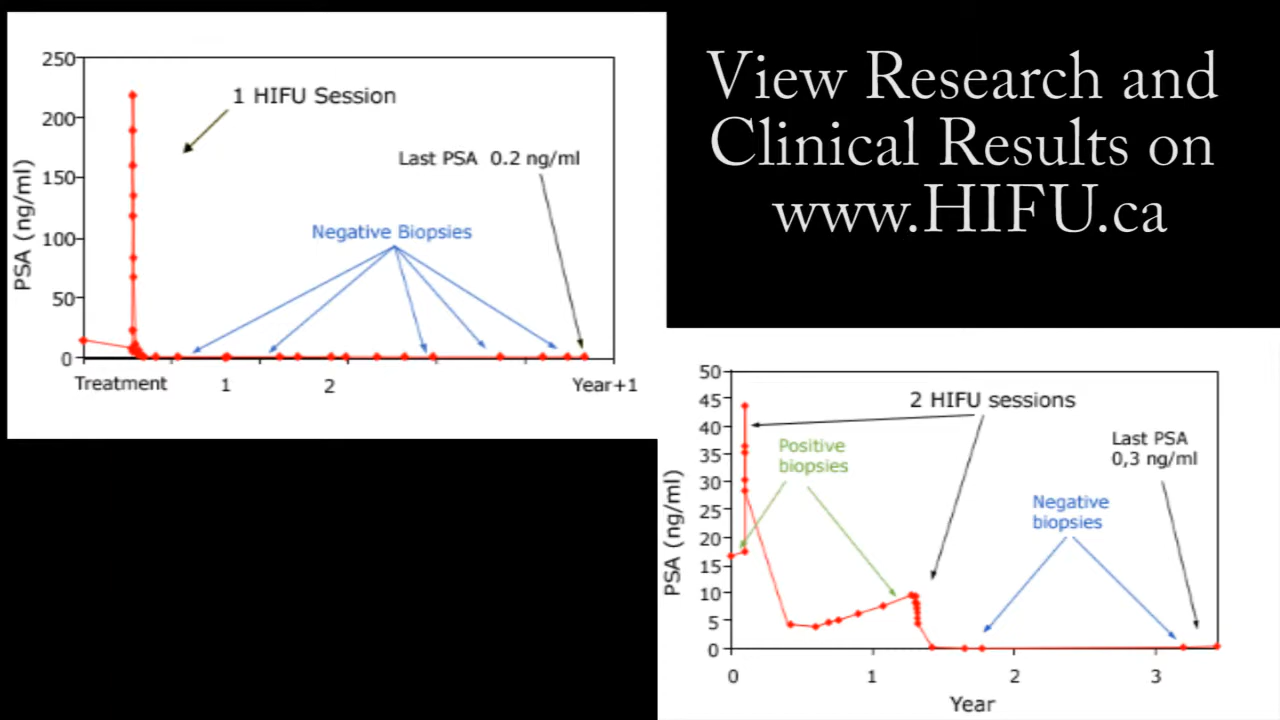 250
1 HIFU Session
200
Last PSA 0.2 ng/ml
150
PSA (ng/ml)
Negative Biopsies
100
50
0
Treatment 1 2 Year+1
View Research and
Clinical Results on
www.HIFU.ca
50
2 HIFU sessions
45
40
Positive
biopsies
Last PSA
0,3 ng/ml
35
30
PSA (ng/ml)
Negative
biopsies
25
20
15
10
5
0
0 1 2 3
Year